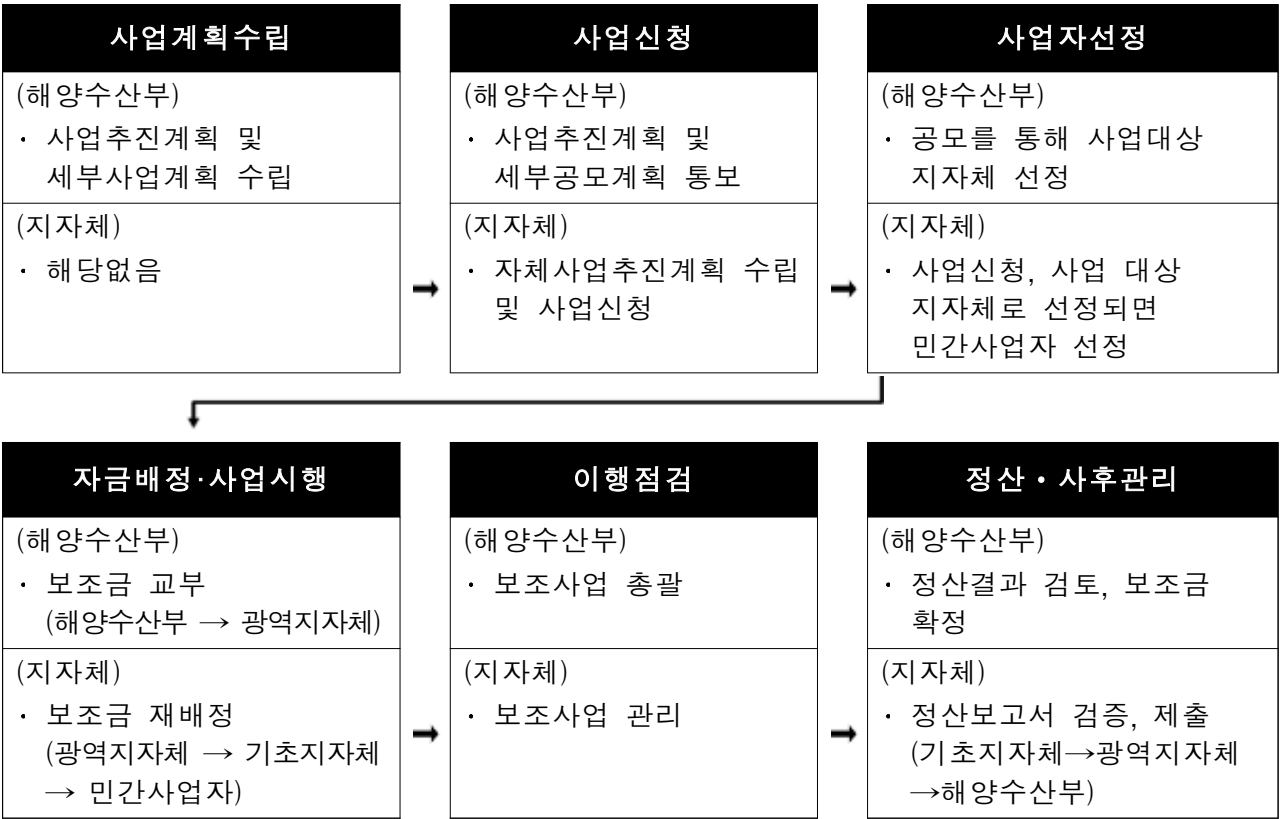 사업계획수립
(해양수산부)
· 사업추진계획 및
세부사업계획 수립
(지자체)
· 해당없음
➞
사업신청
(해양수산부)
· 사업추진계획 및
세부공모계획 통보
(지자체)
· 자체사업추진계획 수립
및 사업신청
➞
사업자선정
(해양수산부)
· 공모를 통해 사업대상
지자체 선정
(지자체)
· 사업신청, 사업 대상
지자체로 선정되면
민간사업자 선정
자금배정·사업시행
(해양수산부)
· 보조금 교부
(해양수산부 → 광역지자체)
(지자체)
· 보조금 재배정
(광역지자체 → 기초지자체
→ 민간사업자)
➞
이행점검
(해양수산부)
· 보조사업 총괄
(지자체)
· 보조사업 관리
➞
정산・사후관리
(해양수산부)
· 정산결과 검토, 보조금
확정
(지자체)
· 정산보고서 검증, 제출
(기초지자체→광역지자체
→해양수산부)